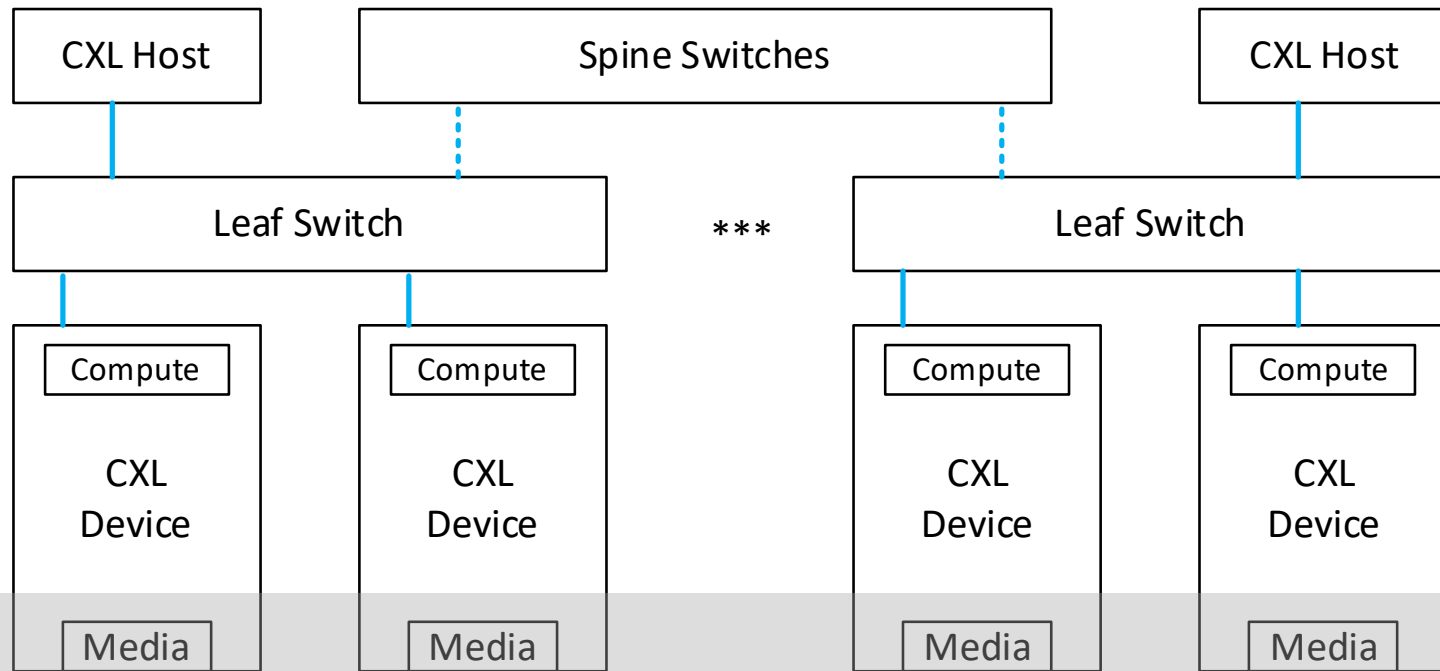 CXL Host
Spine Switches
CXL Host
Leaf Switch
***
Leaf Switch
Compute
Compute
Compute
Compute
CXL
Device
CXL
Device
CXL
Device
CXL
Device
Media
Media
Media
Media